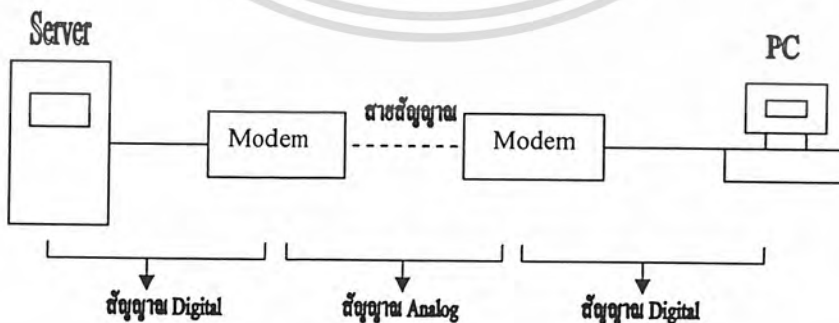 Server
PC
สายสัญญาณ
Modem
Modem
สัญญาณ Digital
สัญญาณ Analog
สัญญาณ Digital